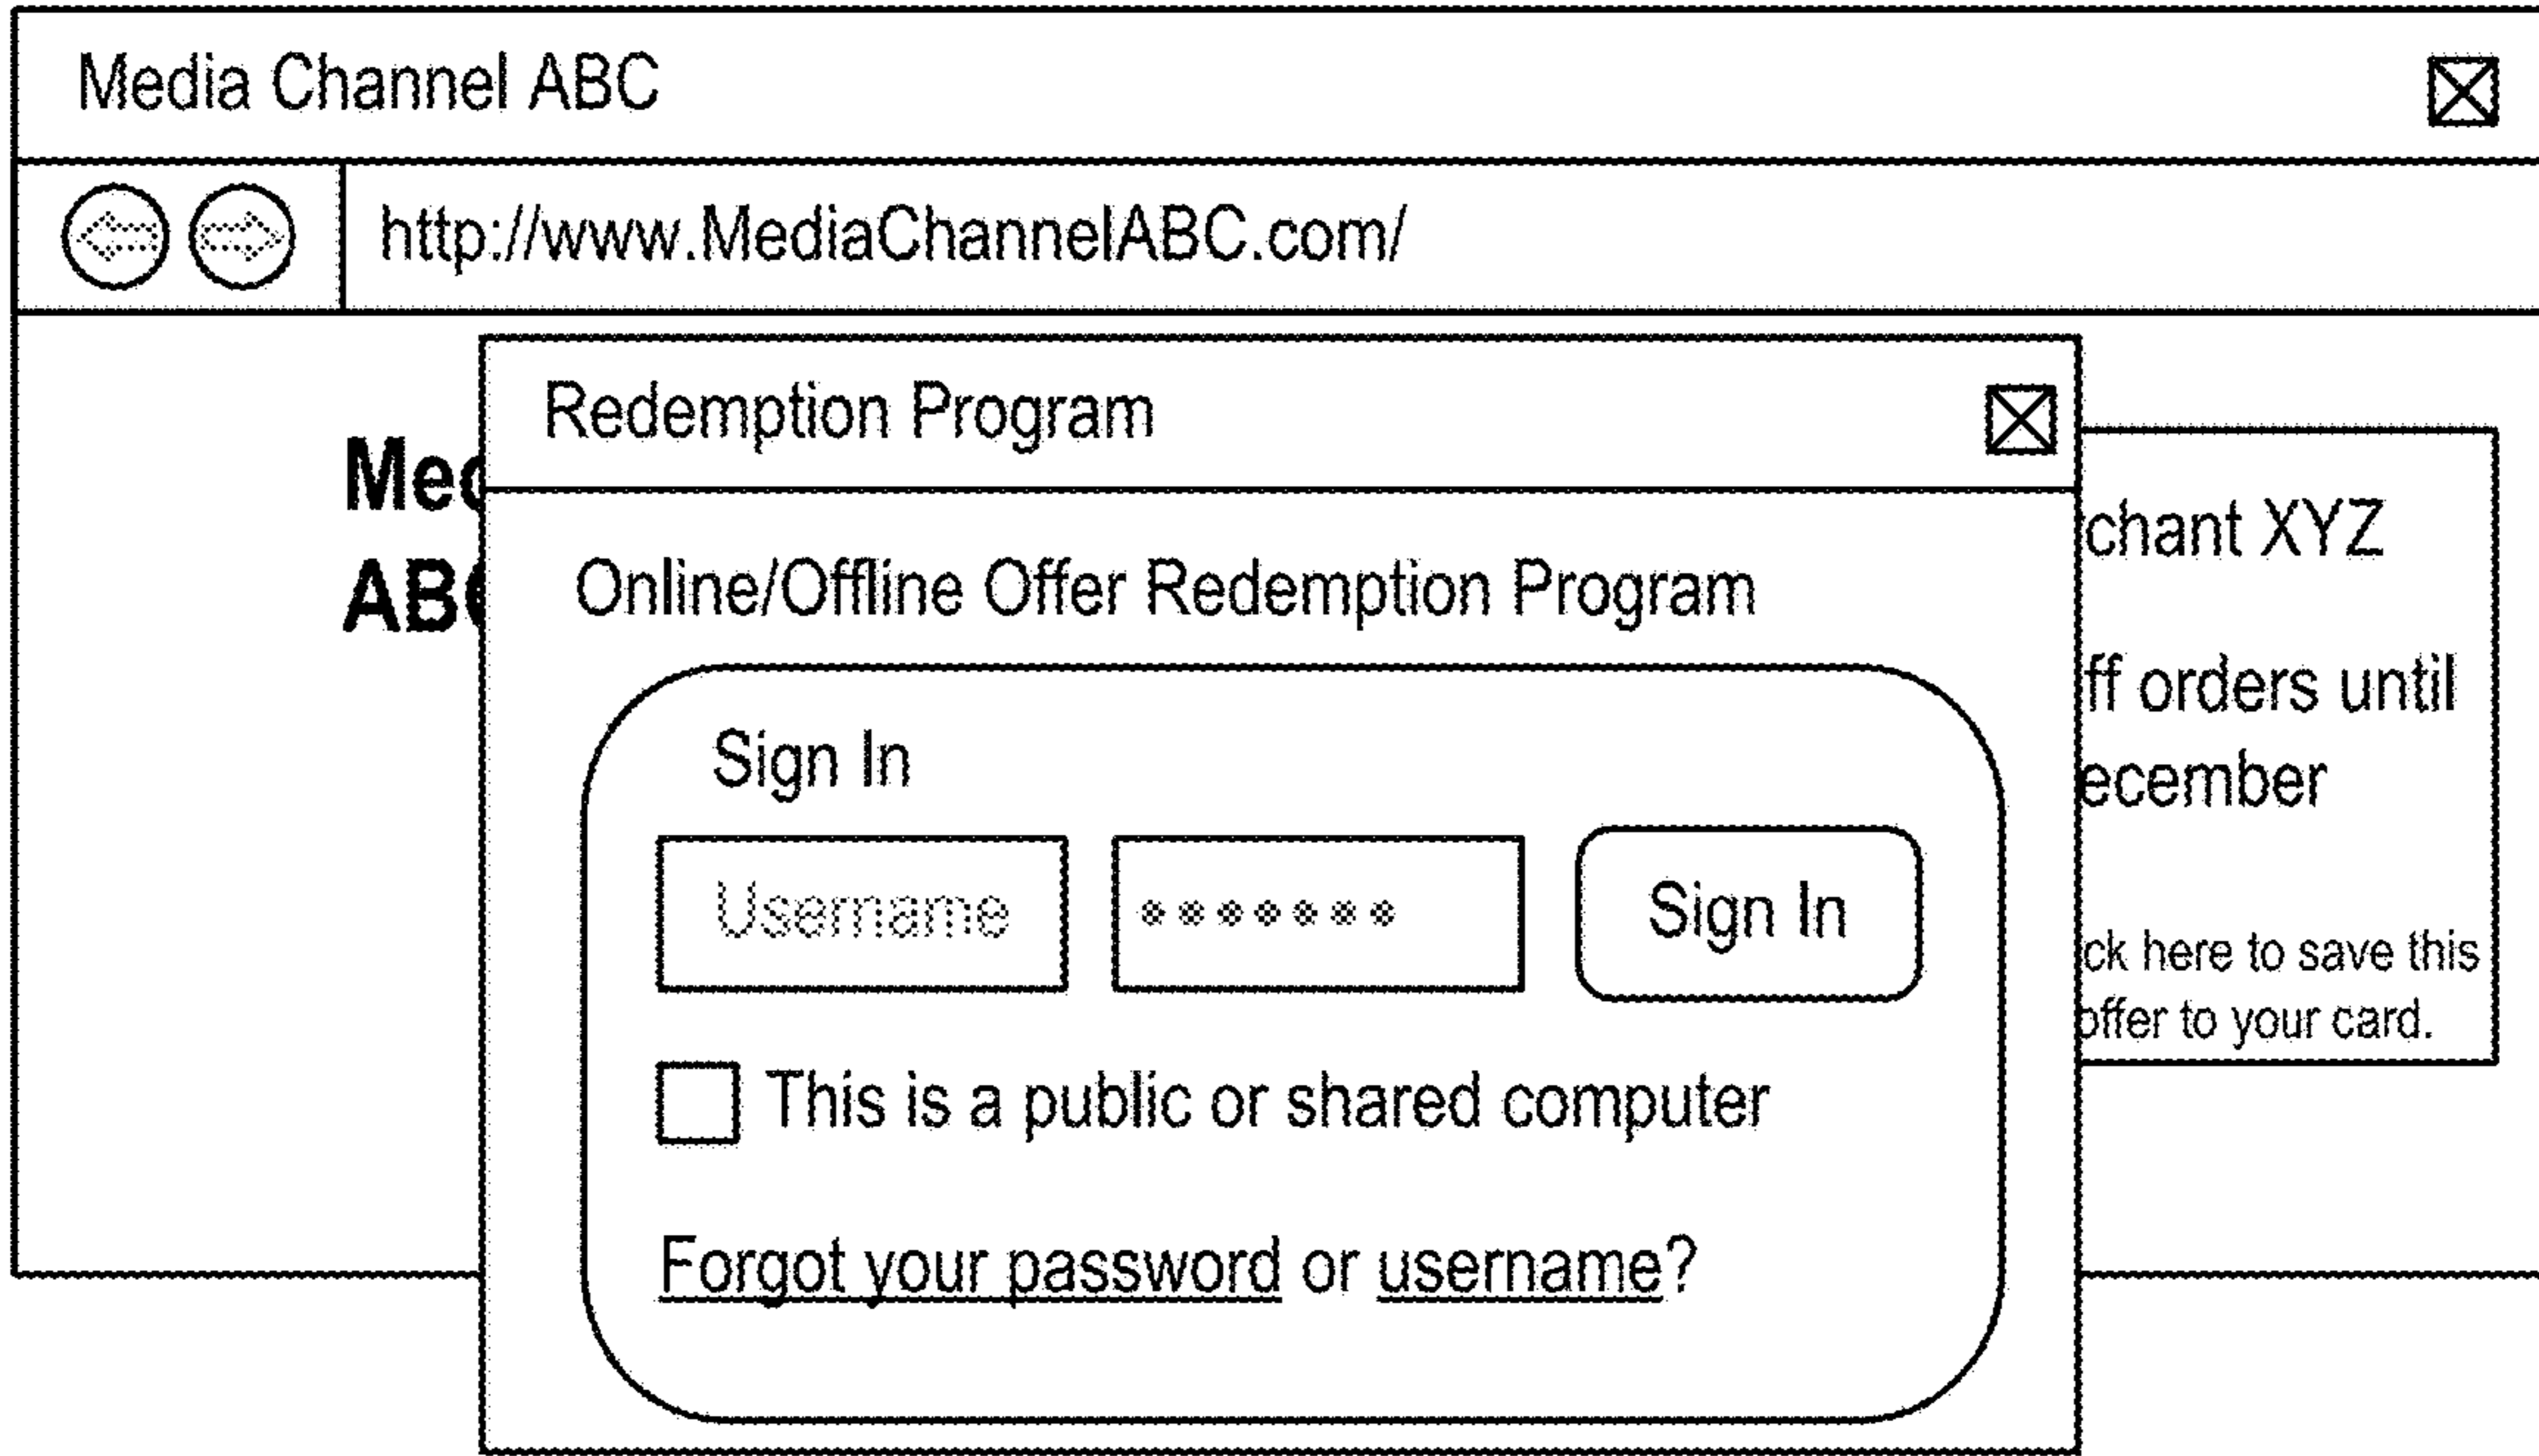 Media Channel ABC
http://www.MediaChannelABC.com/
Redemption Program
Med
ABC
chant XYZ
Online/Offline Offer Redemption Program
ff orders until
ecember
Sign In
Username
Sign In
ck here to save this
offer to your card.
This is a public or shared computer
Forgot your password or username?